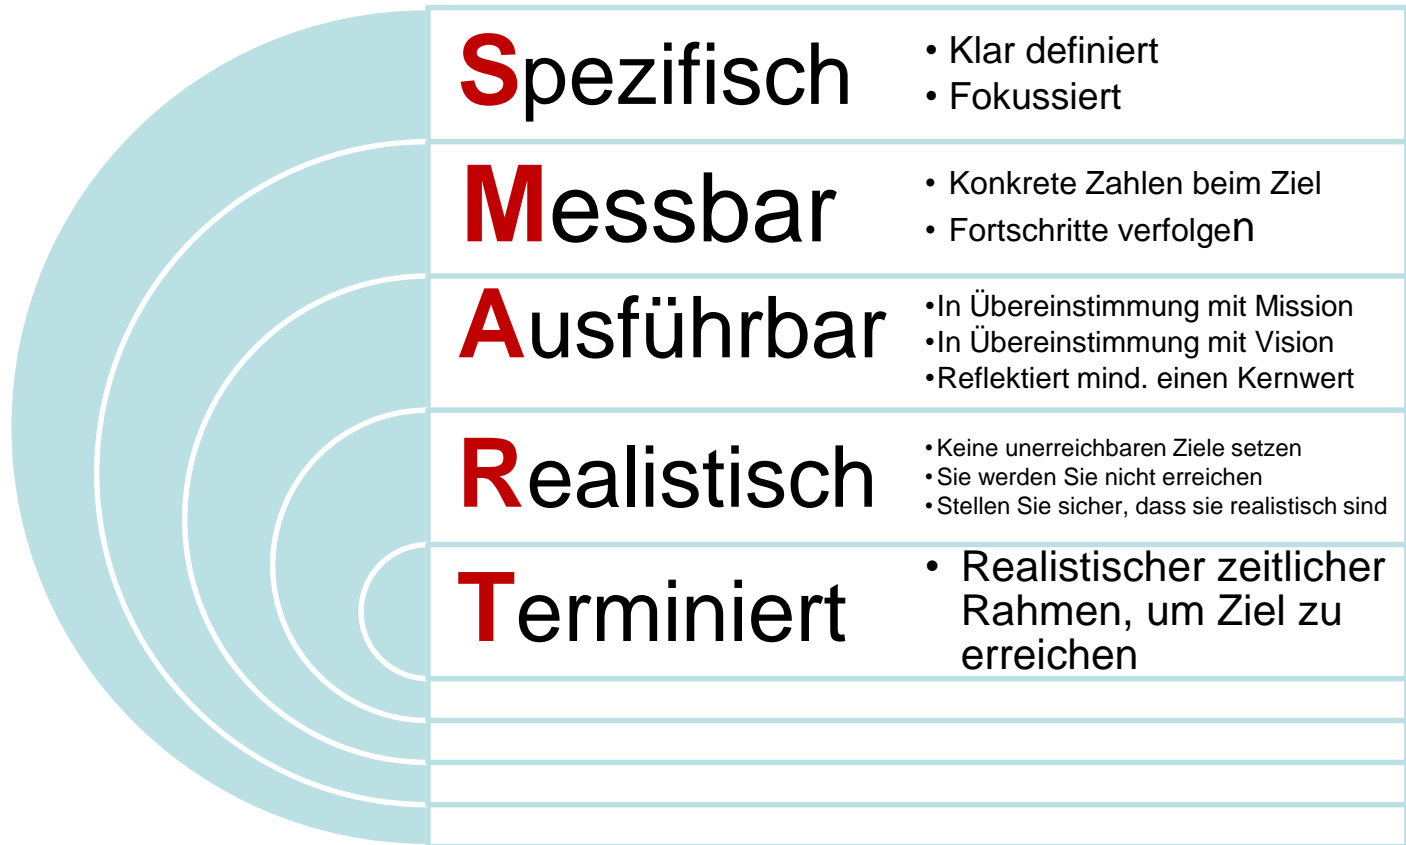 Spezifisch
• Klar definiert
• Fokussiert
Messbar
• Konkrete Zahlen beim Ziel
• Fortschritte verfolgen
Ausführbar
•In Übereinstimmung mit Mission
•In Übereinstimmung mit Vision
•Reflektiert mind. einen Kernwert
Realistisch
•Keine unerreichbaren Ziele setzen
•Sie werden Sie nicht erreichen
•Stellen Sie sicher, dass sie realistisch sind
Terminiert
• Realistischer zeitlicher
Rahmen, um Ziel zu
erreichen